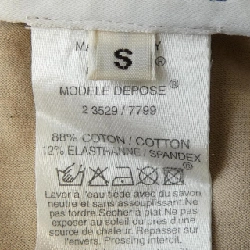 MA Y
S
®
MODELE DEPOSE ®
2 3529 / 7799
88% COTON / COTTON
12% ELASTHANNE / SPANDEX
Laver à l'eau tiède avec du savon
neutre et sans assouplissant. Ne
pas tordre. Sécher à plat. Ne pas
exposer au soleil ou près d'une
source de chaleur. Repasser sur
l'envers. Pressing interdit.